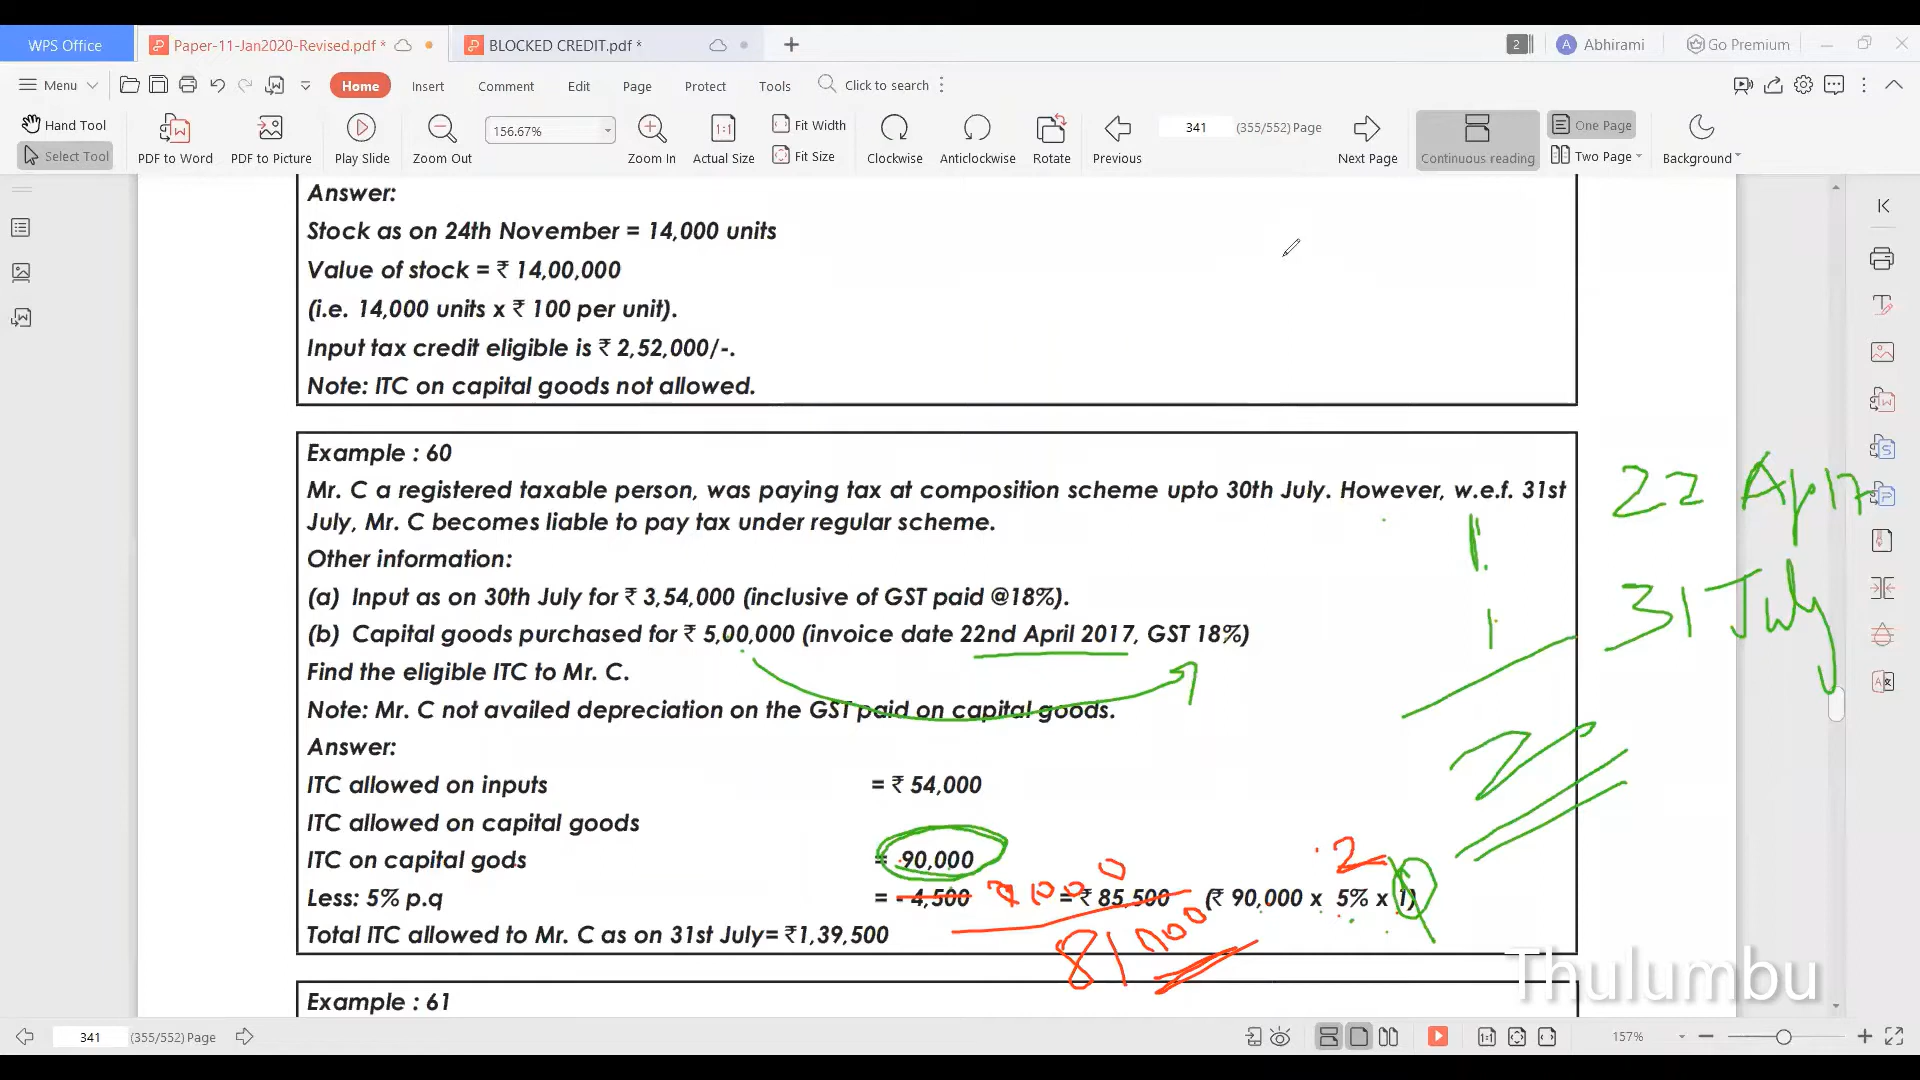 WPS Office
Paper-11-Jan2020-Revised.pdf *
BLOCKED CREDIT.pdf *
2
A Abhirami
Go Premium
Menu
Home
Insert
Comment
Edit
Page
Protect
Tools
Click to search
Hand Tool
Select Tool
PDF to Word
PDF to Picture
Play Slide
Zoom Out
156.67%
Zoom In
1:1
Actual Size
Fit Width
Fit Size
Clockwise
Anticlockwise
Rotate
Previous
341 (355/552) Page
Next Page
Continuous reading
One Page
Two Page
Background
Answer:
Stock as on 24th November = 14,000 units
Value of stock = ₹ 14,00,000
(i.e. 14,000 units x ₹ 100 per unit).
Input tax credit eligible is ₹ 2,52,000/-.
Note: ITC on capital goods not allowed.
Example : 60
Mr. C a registered taxable person, was paying tax at composition scheme upto 30th July. However, w.e.f. 31st
July, Mr. C becomes liable to pay tax under regular scheme.
Other information:
(a) Input as on 30th July for ₹ 3,54,000 (inclusive of GST paid @18%).
(b) Capital goods purchased for ₹ 5,00,000 (invoice date 22nd April 2017, GST 18%)
Find the eligible ITC to Mr. C.
Note: Mr. C not availed depreciation on the GST paid on capital goods.
Answer:
ITC allowed on inputs = ₹ 54,000
ITC allowed on capital goods
ITC on capital gods = 90,000
Less: 5% p.q = - 4,500 = ₹ 85,500 (₹ 90,000 x 5% x 1)
Total ITC allowed to Mr. C as on 31st July= ₹1,39,500
Example : 61
22 Apl 17
31 July
1
1
2
2
9000
81000
Thulumbu
341 (355/552) Page
157%